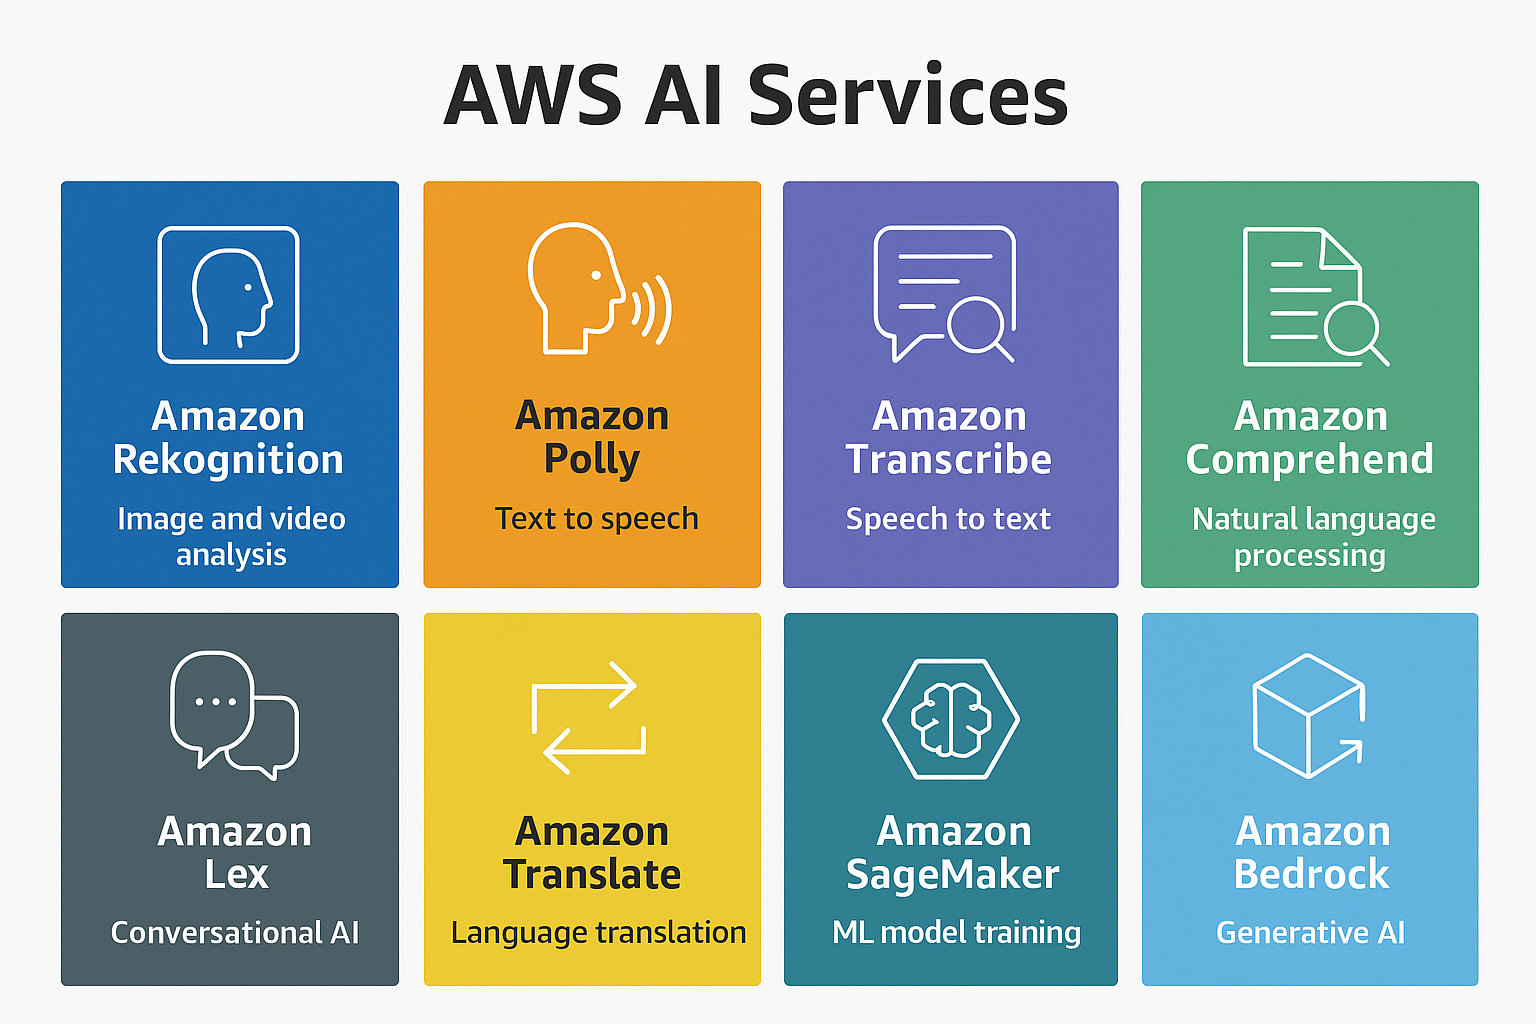 AWS AI Services
Amazon
Rekognition
Image and video
analysis
Amazon
Polly
Text to speech
Amazon
Transcribe
Speech to text
Amazon
Comprehend
Natural language
processing
Amazon
Lex
Conversational AI
Amazon
Translate
Language translation
Amazon
SageMaker
ML model training
Amazon
Bedrock
Generative AI